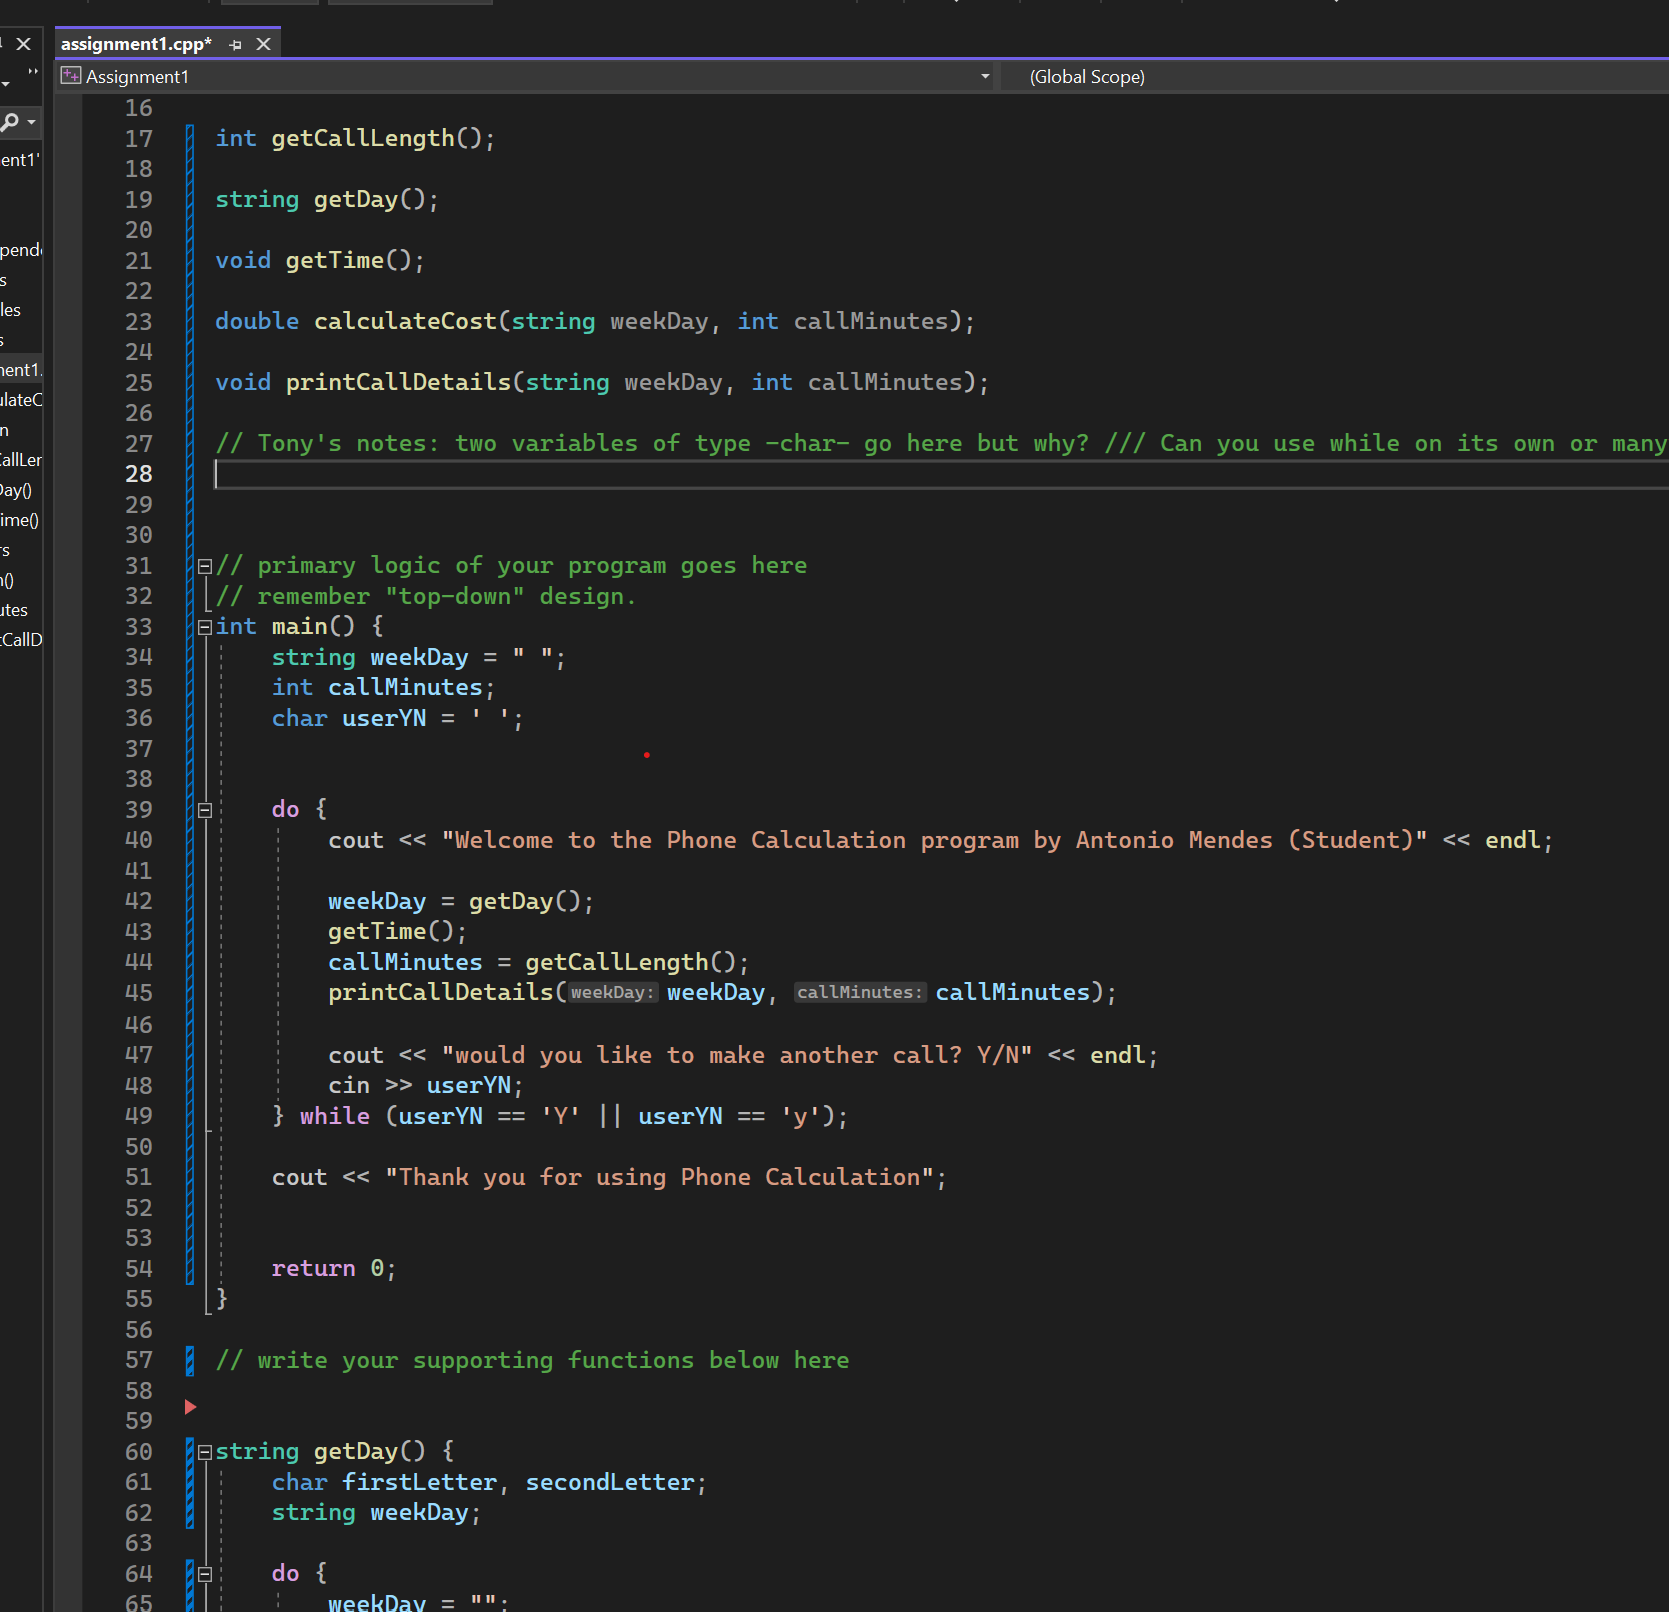 assignment1.cpp*
Assignment1
(Global Scope)
ent1'
s
les
s
n
Day()
ime()
rs
n()
utes
16
17 int getCallLength();
18
19 string getDay();
20
21 void getTime();
22
23 double calculateCost(string weekDay, int callMinutes);
24
25 void printCallDetails(string weekDay, int callMinutes);
26
27 // Tony's notes: two variables of type -char- go here but why? /// Can you use while on its own or many
28
29
30
31 // primary logic of your program goes here
32 // remember "top-down" design.
33 int main() {
34 string weekDay = " ";
35 int callMinutes;
36 char userYN = ' ';
37
38
39 do {
40 cout << "Welcome to the Phone Calculation program by Antonio Mendes (Student)" << endl;
41
42 weekDay = getDay();
43 getTime();
44 callMinutes = getCallLength();
45 printCallDetails(weekDay: weekDay, callMinutes: callMinutes);
46
47 cout << "would you like to make another call? Y/N" << endl;
48 cin >> userYN;
49 } while (userYN == 'Y' || userYN == 'y');
50
51 cout << "Thank you for using Phone Calculation";
52
53
54 return 0;
55 }
56
57 // write your supporting functions below here
58
59
60 string getDay() {
61 char firstLetter, secondLetter;
62 string weekDay;
63
64 do {
65 weekDay = "";